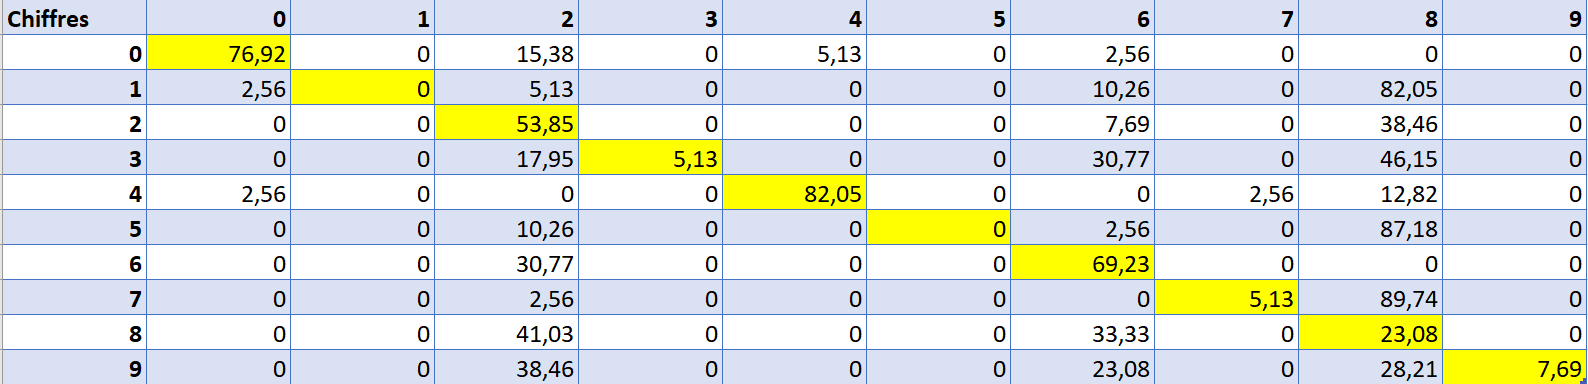 Chiffres 0 1 2 3 4 5 6 7 8 9
0 76,92 0 15,38 0 5,13 0 2,56 0 0 0
1 2,56 0 5,13 0 0 0 10,26 0 82,05 0
2 0 0 53,85 0 0 0 7,69 0 38,46 0
3 0 0 17,95 5,13 0 0 30,77 0 46,15 0
4 2,56 0 0 0 82,05 0 0 2,56 12,82 0
5 0 0 10,26 0 0 0 2,56 0 87,18 0
6 0 0 30,77 0 0 0 69,23 0 0 0
7 0 0 2,56 0 0 0 0 5,13 89,74 0
8 0 0 41,03 0 0 0 33,33 0 23,08 0
9 0 0 38,46 0 0 0 23,08 0 28,21 7,69